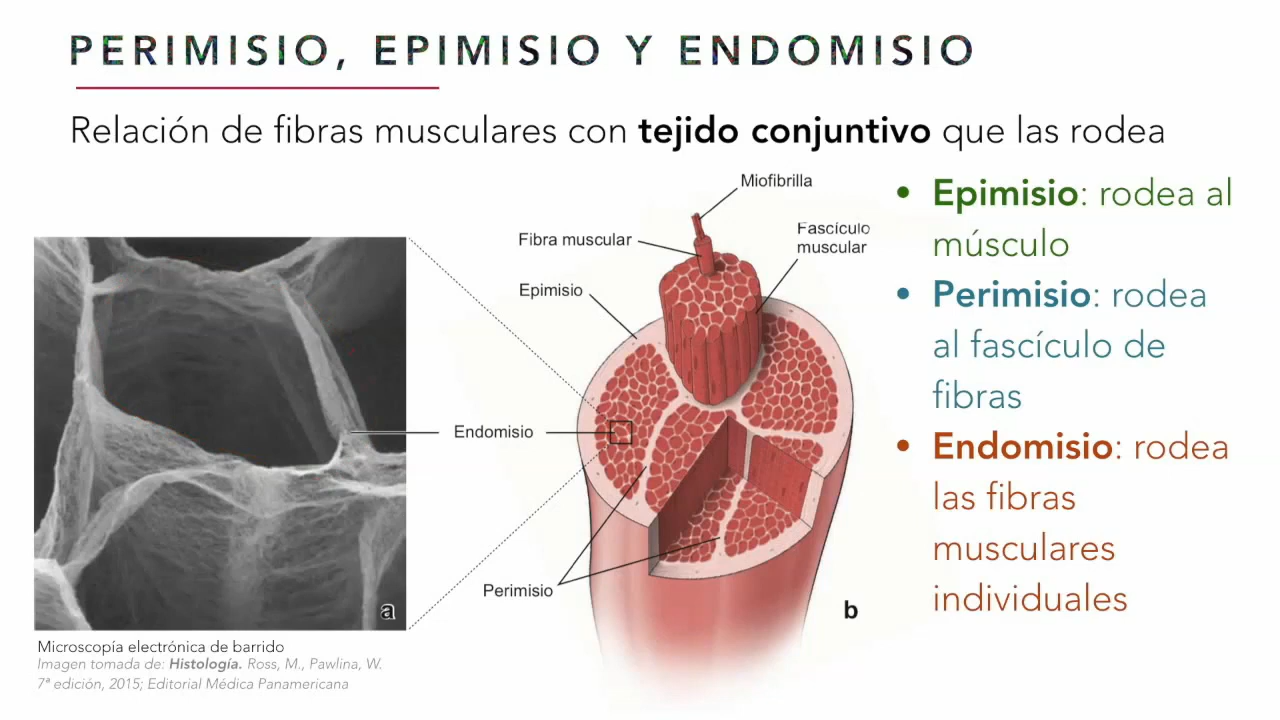 PERIMISIO, EPIMISIO Y ENDOMISIO
Relación de fibras musculares con tejido conjuntivo que las rodea
Miofibrilla
Fibra muscular
Fascículo
muscular
Epimisio
Endomisio
Perimisio
a
b
• Epimisio: rodea al
músculo
• Perimisio: rodea
al fascículo de
fibras
• Endomisio: rodea
las fibras
musculares
individuales
Microscopía electrónica de barrido
Imagen tomada de: Histología. Ross, M., Pawlina, W.
7ª edición, 2015; Editorial Médica Panamericana